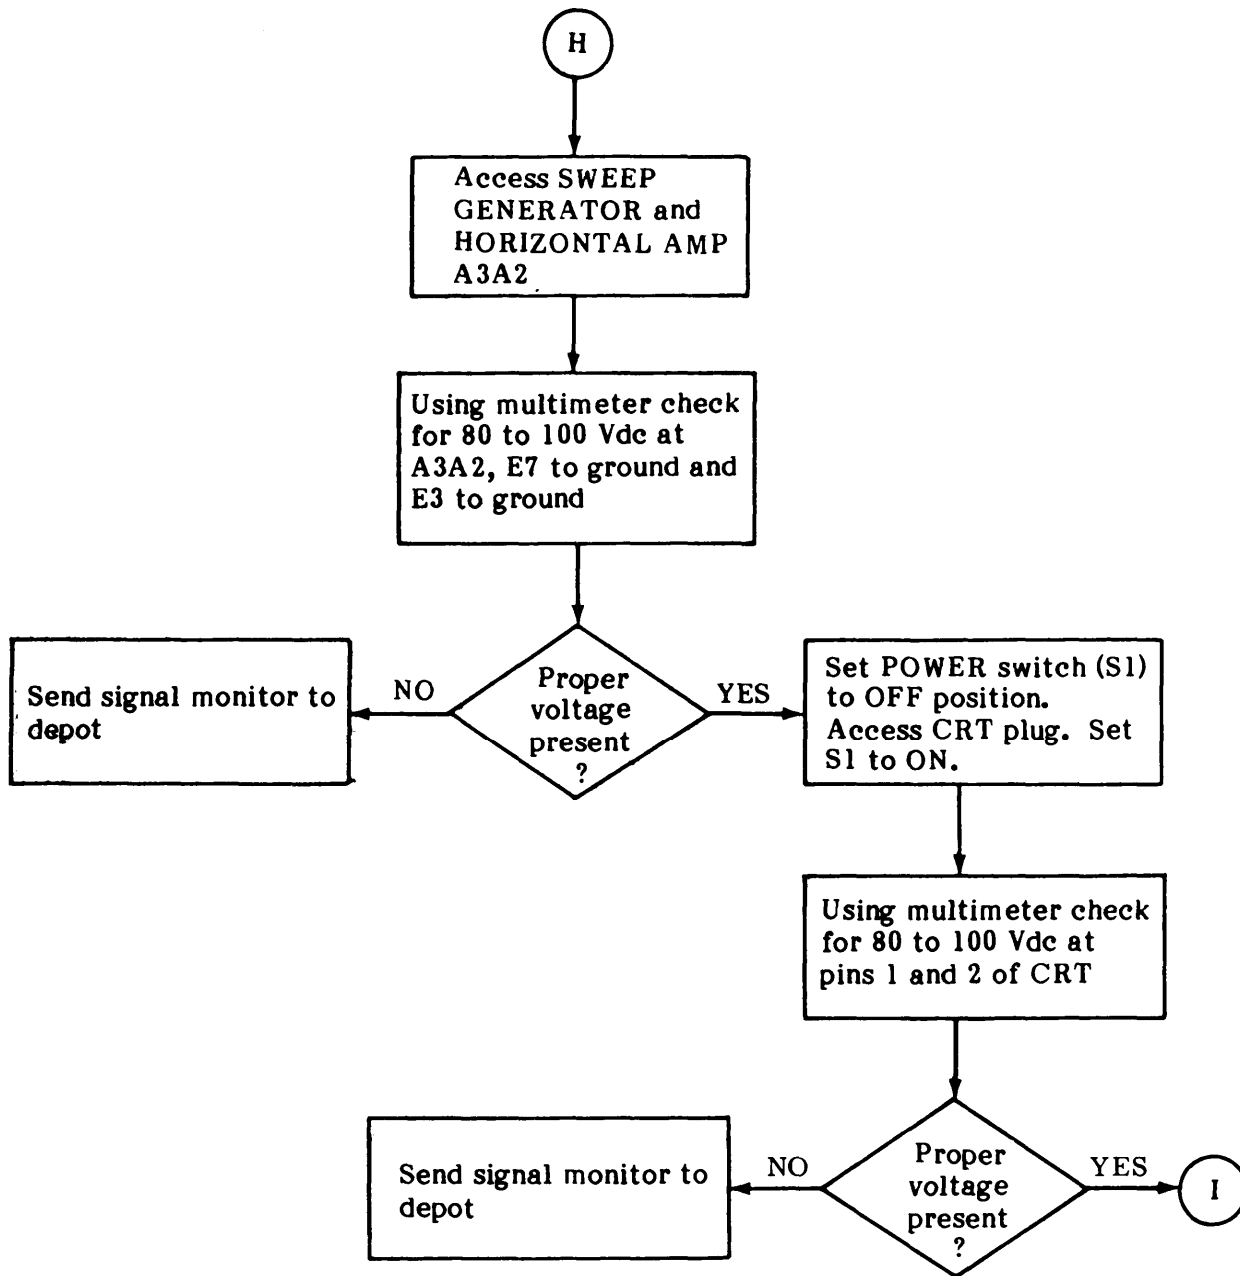 H
Access SWEEP
GENERATOR and
HORIZONTAL AMP
A3A2
Using multimeter check
for 80 to 100 Vdc at
A3A2, E7 to ground and
E3 to ground
Proper
voltage
present
?
NO
Send signal monitor to
depot
YES
Set POWER switch (S1)
to OFF position.
Access CRT plug. Set
S1 to ON.
Using multimeter check
for 80 to 100 Vdc at
pins 1 and 2 of CRT
Proper
voltage
present
?
NO
Send signal monitor to
depot
YES
I